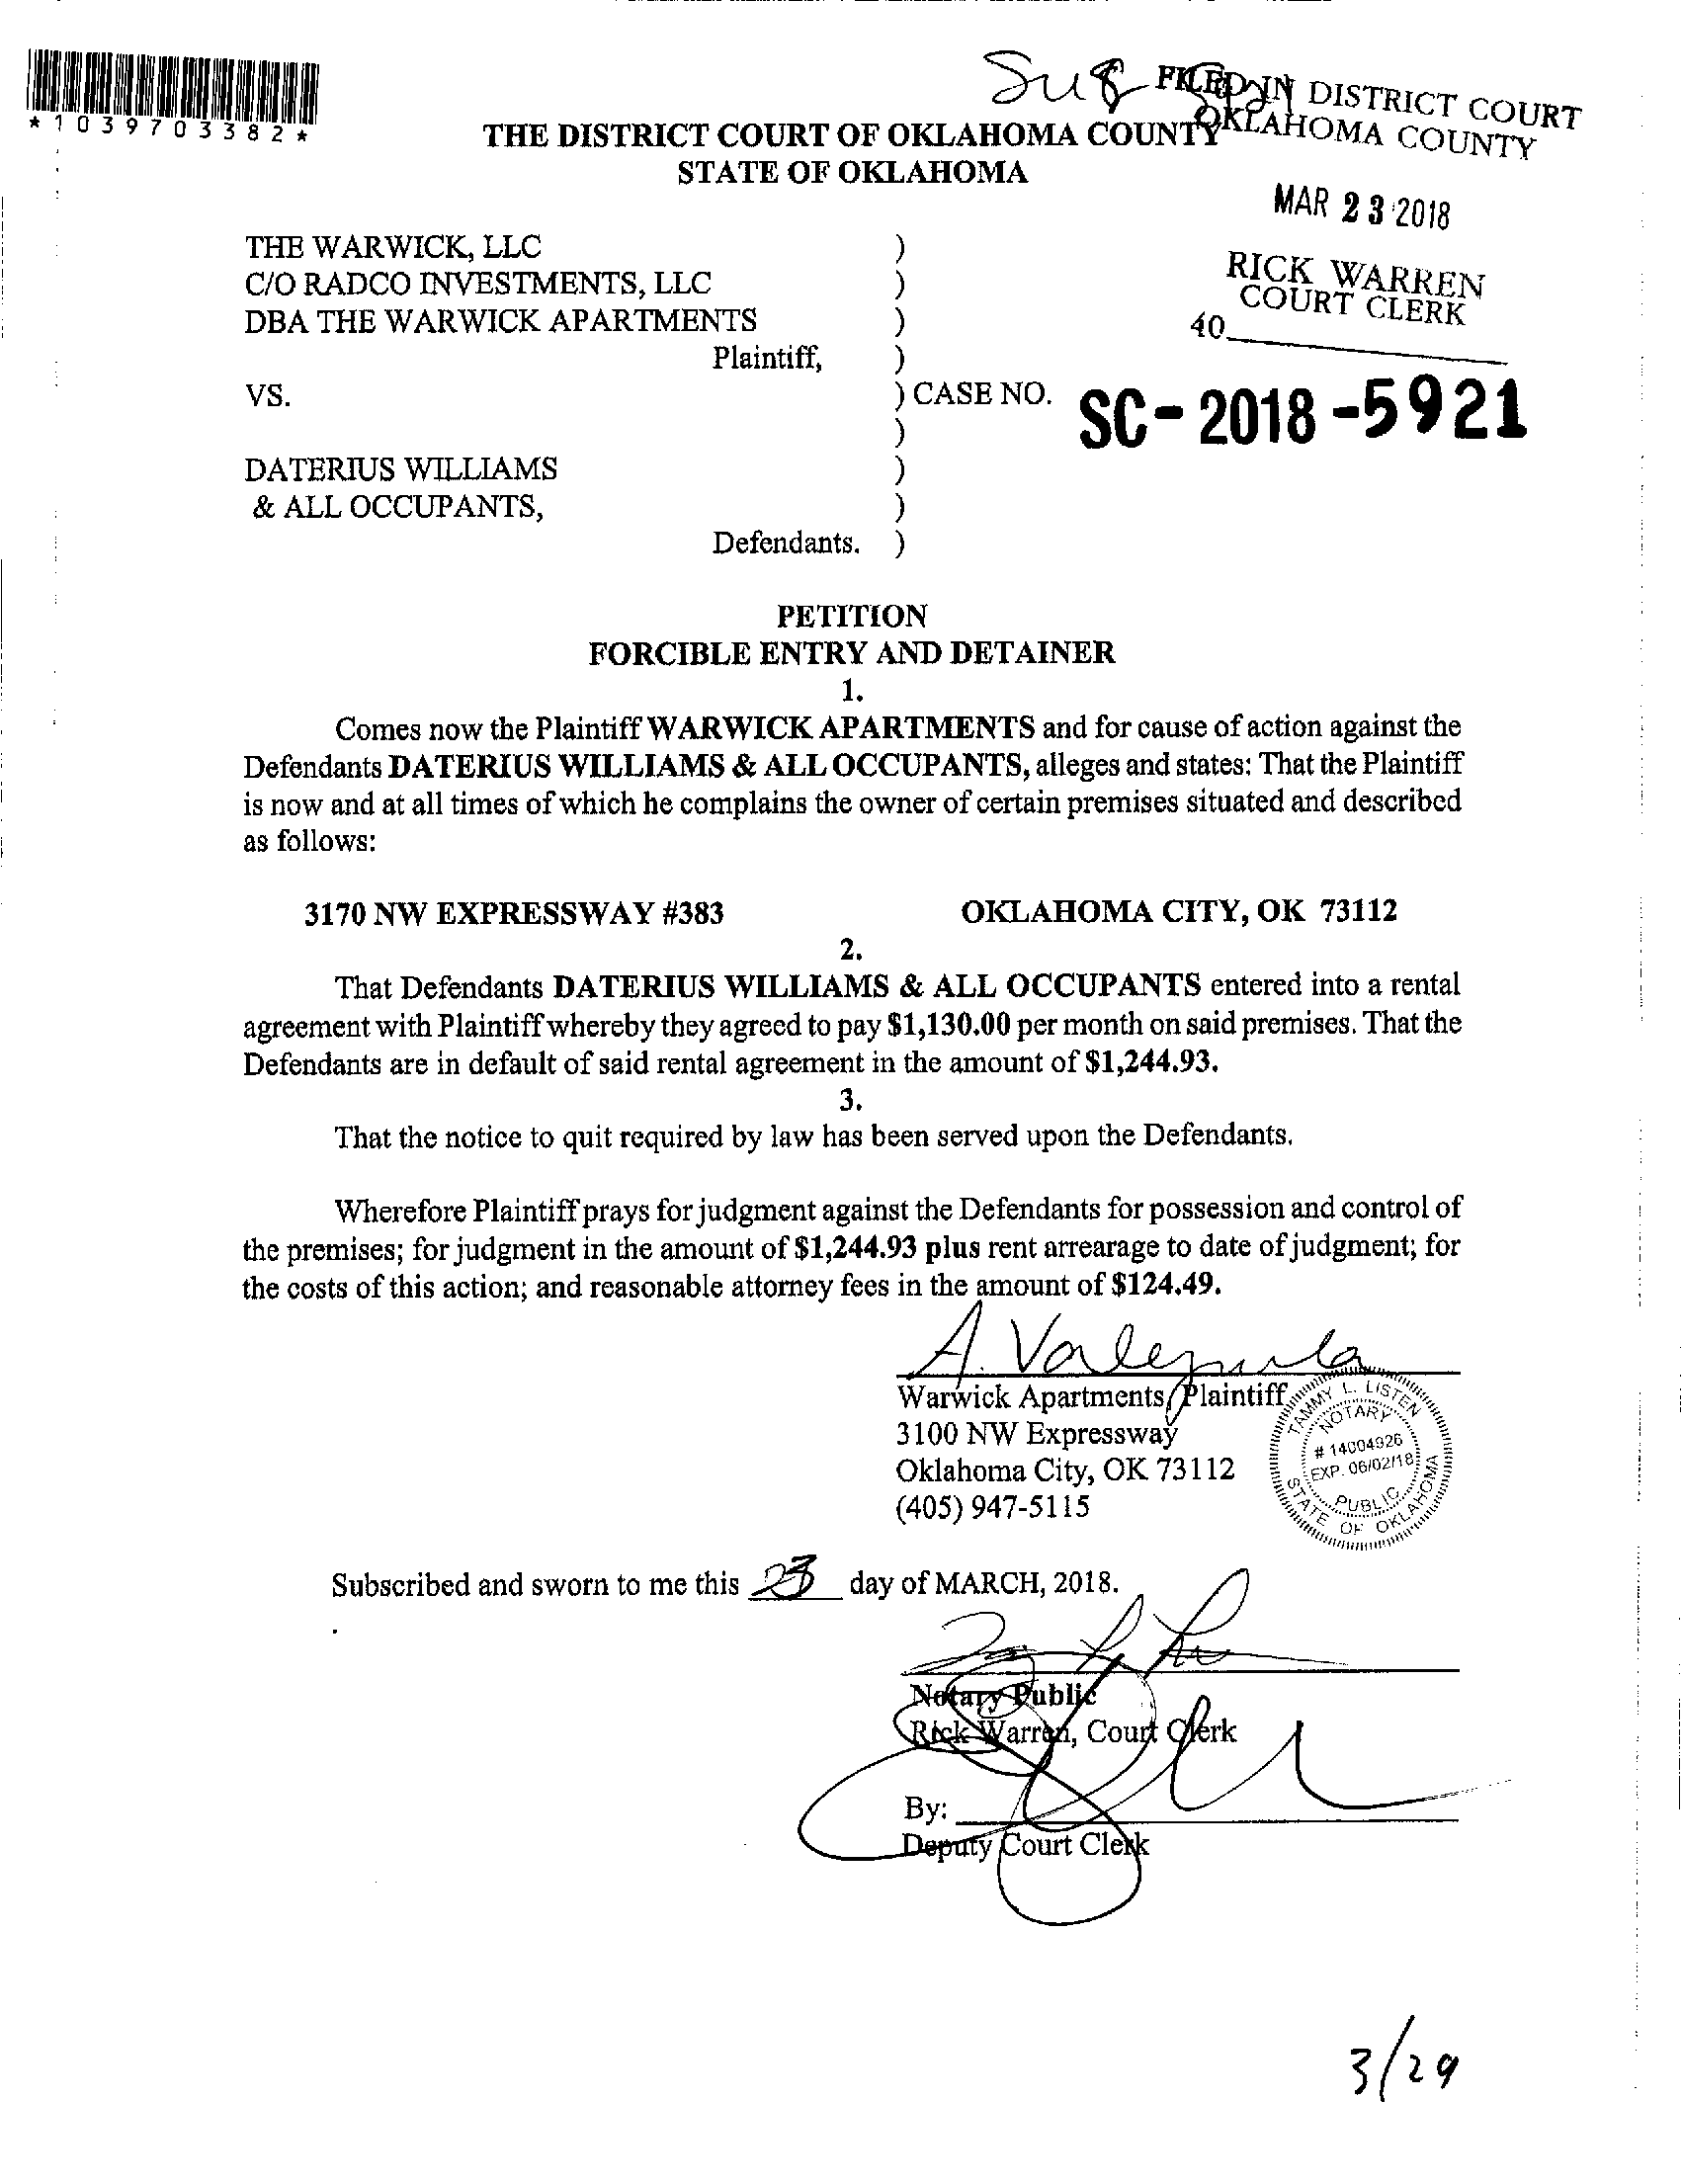 *1039703382*
FILED IN DISTRICT COURT
OKLAHOMA COUNTY
THE DISTRICT COURT OF OKLAHOMA COUNTY
STATE OF OKLAHOMA
MAR 23 2018
RICK WARREN
COURT CLERK
40
THE WARWICK, LLC )
C/O RADCO INVESTMENTS, LLC )
DBA THE WARWICK APARTMENTS )
Plaintiff, )
VS. ) CASE NO. SC-2018-5921
)
DATERIUS WILLIAMS )
& ALL OCCUPANTS, )
Defendants. )
PETITION
FORCIBLE ENTRY AND DETAINER
1.
Comes now the Plaintiff WARWICK APARTMENTS and for cause of action against the
Defendants DATERIUS WILLIAMS & ALL OCCUPANTS, alleges and states: That the Plaintiff
is now and at all times of which he complains the owner of certain premises situated and described
as follows:
3170 NW EXPRESSWAY #383 OKLAHOMA CITY, OK 73112
2.
That Defendants DATERIUS WILLIAMS & ALL OCCUPANTS entered into a rental
agreement with Plaintiff whereby they agreed to pay $1,130.00 per month on said premises. That the
Defendants are in default of said rental agreement in the amount of $1,244.93.
3.
That the notice to quit required by law has been served upon the Defendants.
Wherefore Plaintiff prays for judgment against the Defendants for possession and control of
the premises; for judgment in the amount of $1,244.93 plus rent arrearage to date of judgment; for
the costs of this action; and reasonable attorney fees in the amount of $124.49.
A. Valenzuela
Warwick Apartments, Plaintiff
3100 NW Expressway
Oklahoma City, OK 73112
(405) 947-5115
TAMMY L. LISTEN
NOTARY
# 14004926
EXP. 06/02/18
PUBLIC
STATE OF OKLAHOMA
Subscribed and sworn to me this 23 day of MARCH, 2018.
Notary Public
Rick Warren, Court Clerk
By:
Deputy Court Clerk
3/29